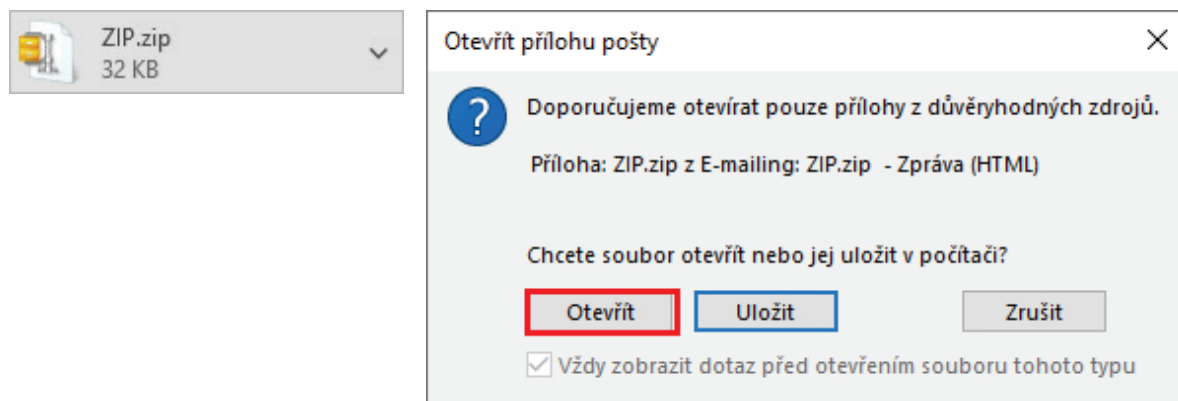 ZIP.zip
32 KB
Otevřít přílohu pošty
Doporučujeme otevírat pouze přílohy z důvěryhodných zdrojů.
Příloha: ZIP.zip z E-mailing: ZIP.zip - Zpráva (HTML)
Chcete soubor otevřít nebo jej uložit v počítači?
Otevřít Uložit Zrušit
Vždy zobrazit dotaz před otevřením souboru tohoto typu